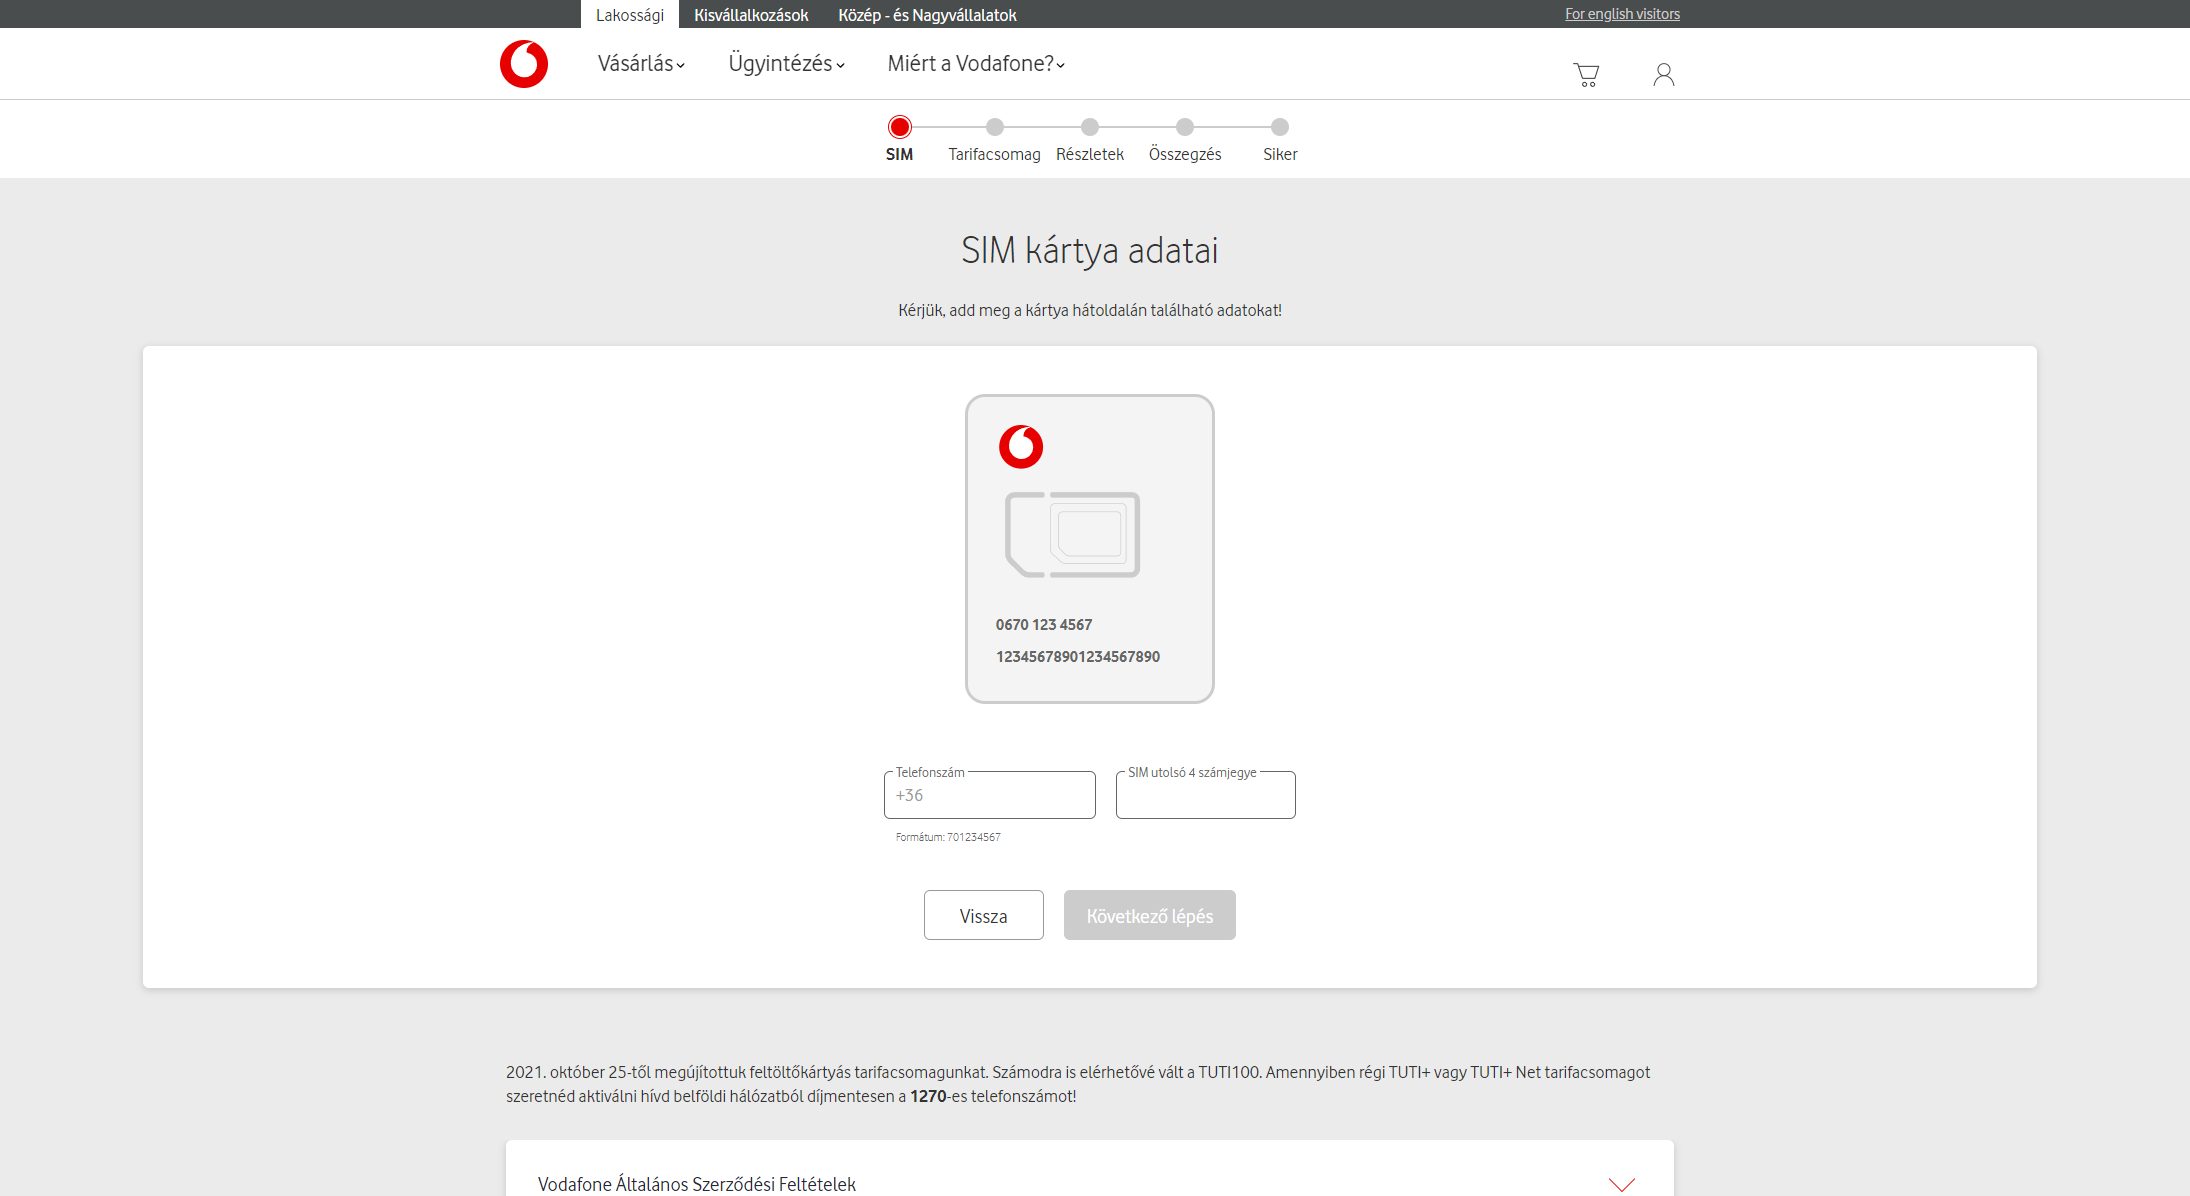 Lakossági Kisvállalkozások Közép - és Nagyvállalatok For english visitors
Vásárlás Ügyintézés Miért a Vodafone?
SIM Tarifacsomag Részletek Összegzés Siker
SIM kártya adatai
Kérjük, add meg a kártya hátoldalán található adatokat!
0670 123 4567
12345678901234567890
Telefonszám SIM utolsó 4 számjegye
+36
Formátum: 701234567
Vissza Következő lépés
2021. október 25-től megújítottuk feltöltőkártyás tarifacsomagunkat. Számodra is elérhetővé vált a TUTI100. Amennyiben régi TUTI+ vagy TUTI+ Net tarifacsomagot
szeretnéd aktiválni hívd belföldi hálózatból díjmentesen a 1270-es telefonszámot!
Vodafone Általános Szerződési Feltételek